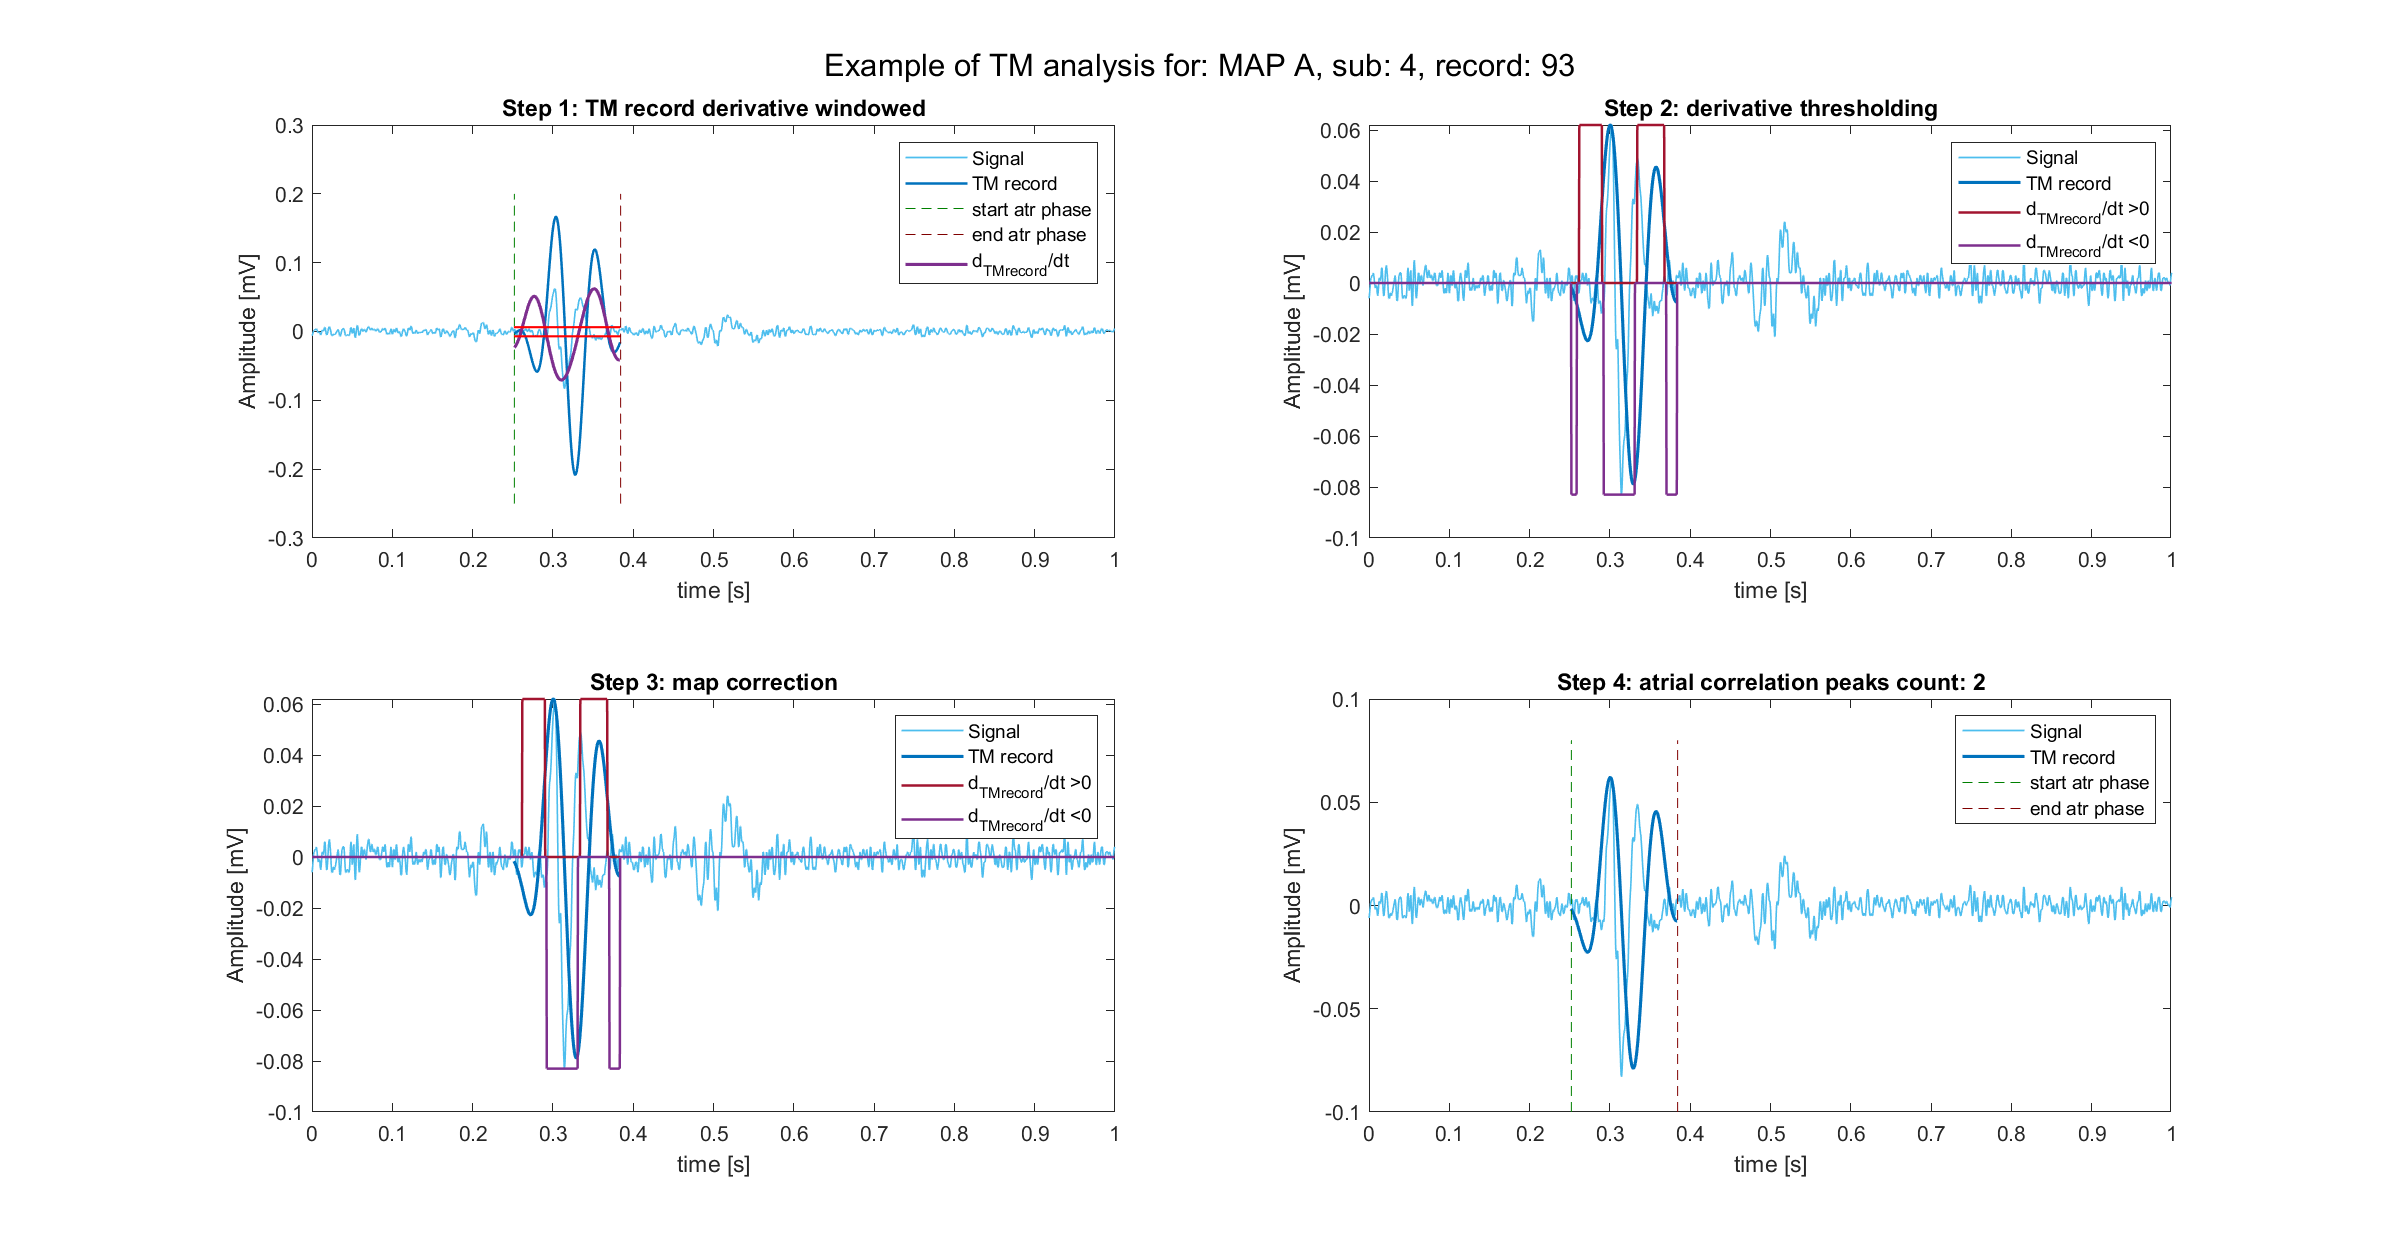 Example of TM analysis for: MAP A, sub: 4, record: 93
Step 1: TM record derivative windowed
0.3
0.2
0.1
0
-0.1
-0.2
-0.3
Amplitude [mV]
0 0.1 0.2 0.3 0.4 0.5 0.6 0.7 0.8 0.9 1
time [s]
Signal
TM record
start atr phase
end atr phase
dTMrecord/dt
Step 2: derivative thresholding
0.06
0.04
0.02
0
-0.02
-0.04
-0.06
-0.08
-0.1
Amplitude [mV]
0 0.1 0.2 0.3 0.4 0.5 0.6 0.7 0.8 0.9 1
time [s]
Signal
TM record
dTMrecord/dt >0
dTMrecord/dt <0
Step 3: map correction
0.06
0.04
0.02
0
-0.02
-0.04
-0.06
-0.08
-0.1
Amplitude [mV]
0 0.1 0.2 0.3 0.4 0.5 0.6 0.7 0.8 0.9 1
time [s]
Signal
TM record
dTMrecord/dt >0
dTMrecord/dt <0
Step 4: atrial correlation peaks count: 2
0.1
0.05
0
-0.05
-0.1
Amplitude [mV]
0 0.1 0.2 0.3 0.4 0.5 0.6 0.7 0.8 0.9 1
time [s]
Signal
TM record
start atr phase
end atr phase